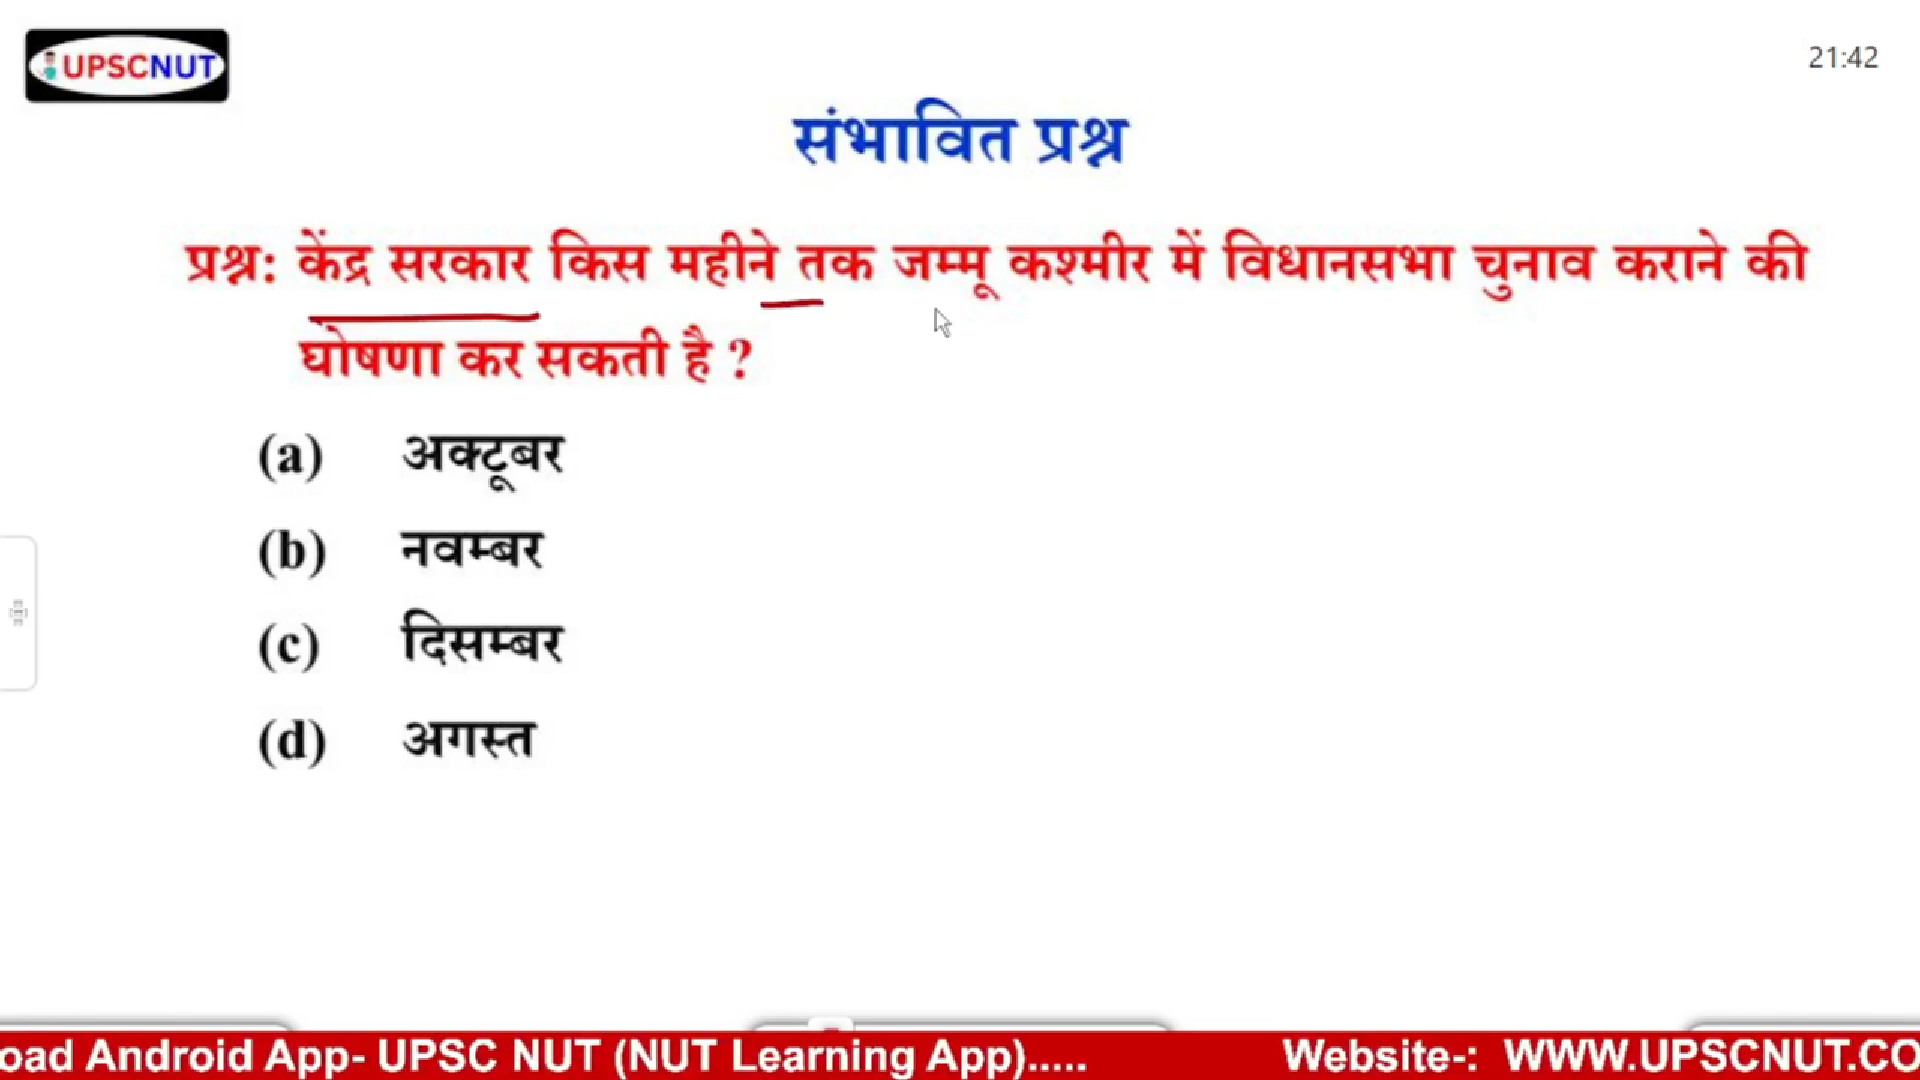 UPSCNUT
21:42
संभावित प्रश्न
प्रश्न: केंद्र सरकार किस महीने तक जम्मू कश्मीर में विधानसभा चुनाव कराने की
घोषणा कर सकती है ?
(a) अक्टूबर
(b) नवम्बर
(c) दिसम्बर
(d) अगस्त
oad Android App- UPSC NUT (NUT Learning App)..... Website-: WWW.UPSCNUT.CO